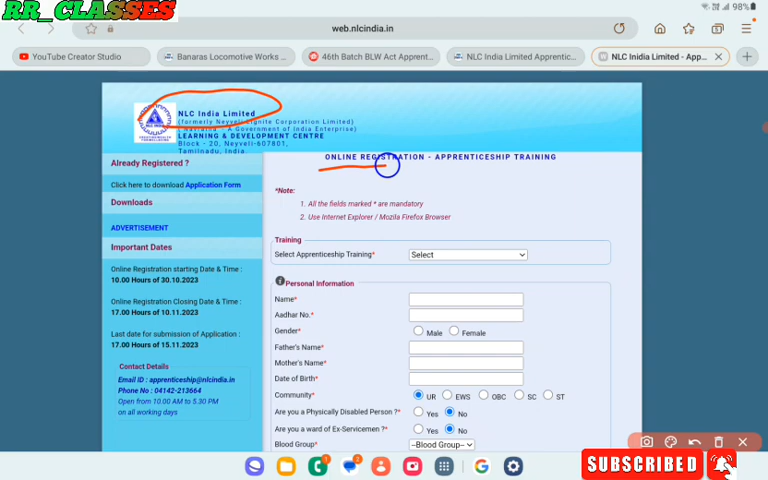 RR_CLASSES
98%
web.nlcindia.in
YouTube Creator Studio
Banaras Locomotive Works ...
46th Batch BLW Act Apprent...
NLC India Limited Apprentic...
NLC Inidia Limited - App...
NLC India Limited
(formerly Neyveli Lignite Corporation Limited)
"Navratna" - A Government of India Enterprise)
LEARNING & DEVELOPMENT CENTRE
Block - 20, Neyveli-607801,
Tamilnadu, India.
Already Registered ?
Click here to download Application Form
Downloads
ADVERTISEMENT
Important Dates
Online Registration starting Date & Time :
10.00 Hours of 30.10.2023
Online Registration Closing Date & Time :
17.00 Hours of 10.11.2023
Last date for submission of Application :
17.00 Hours of 15.11.2023
Contact Details
Email ID : apprenticeship@nlcindia.in
Phone No : 04142-213664
Open from 10.00 AM to 5.30 PM
on all working days
ONLINE REGISTRATION - APPRENTICESHIP TRAINING
*Note:
1. All the fields marked * are mandatory
2. Use Internet Explorer / Mozila Firefox Browser
Training
Select Apprenticeship Training* Select
Personal Information
Name*
Aadhar No.*
Gender* Male Female
Father's Name*
Mother's Name*
Date of Birth*
Community* UR EWS OBC SC ST
Are you a Physically Disabled Person ?* Yes No
Are you a ward of Ex-Servicemen ?* Yes No
Blood Group* --Blood Group--
SUBSCRIBED